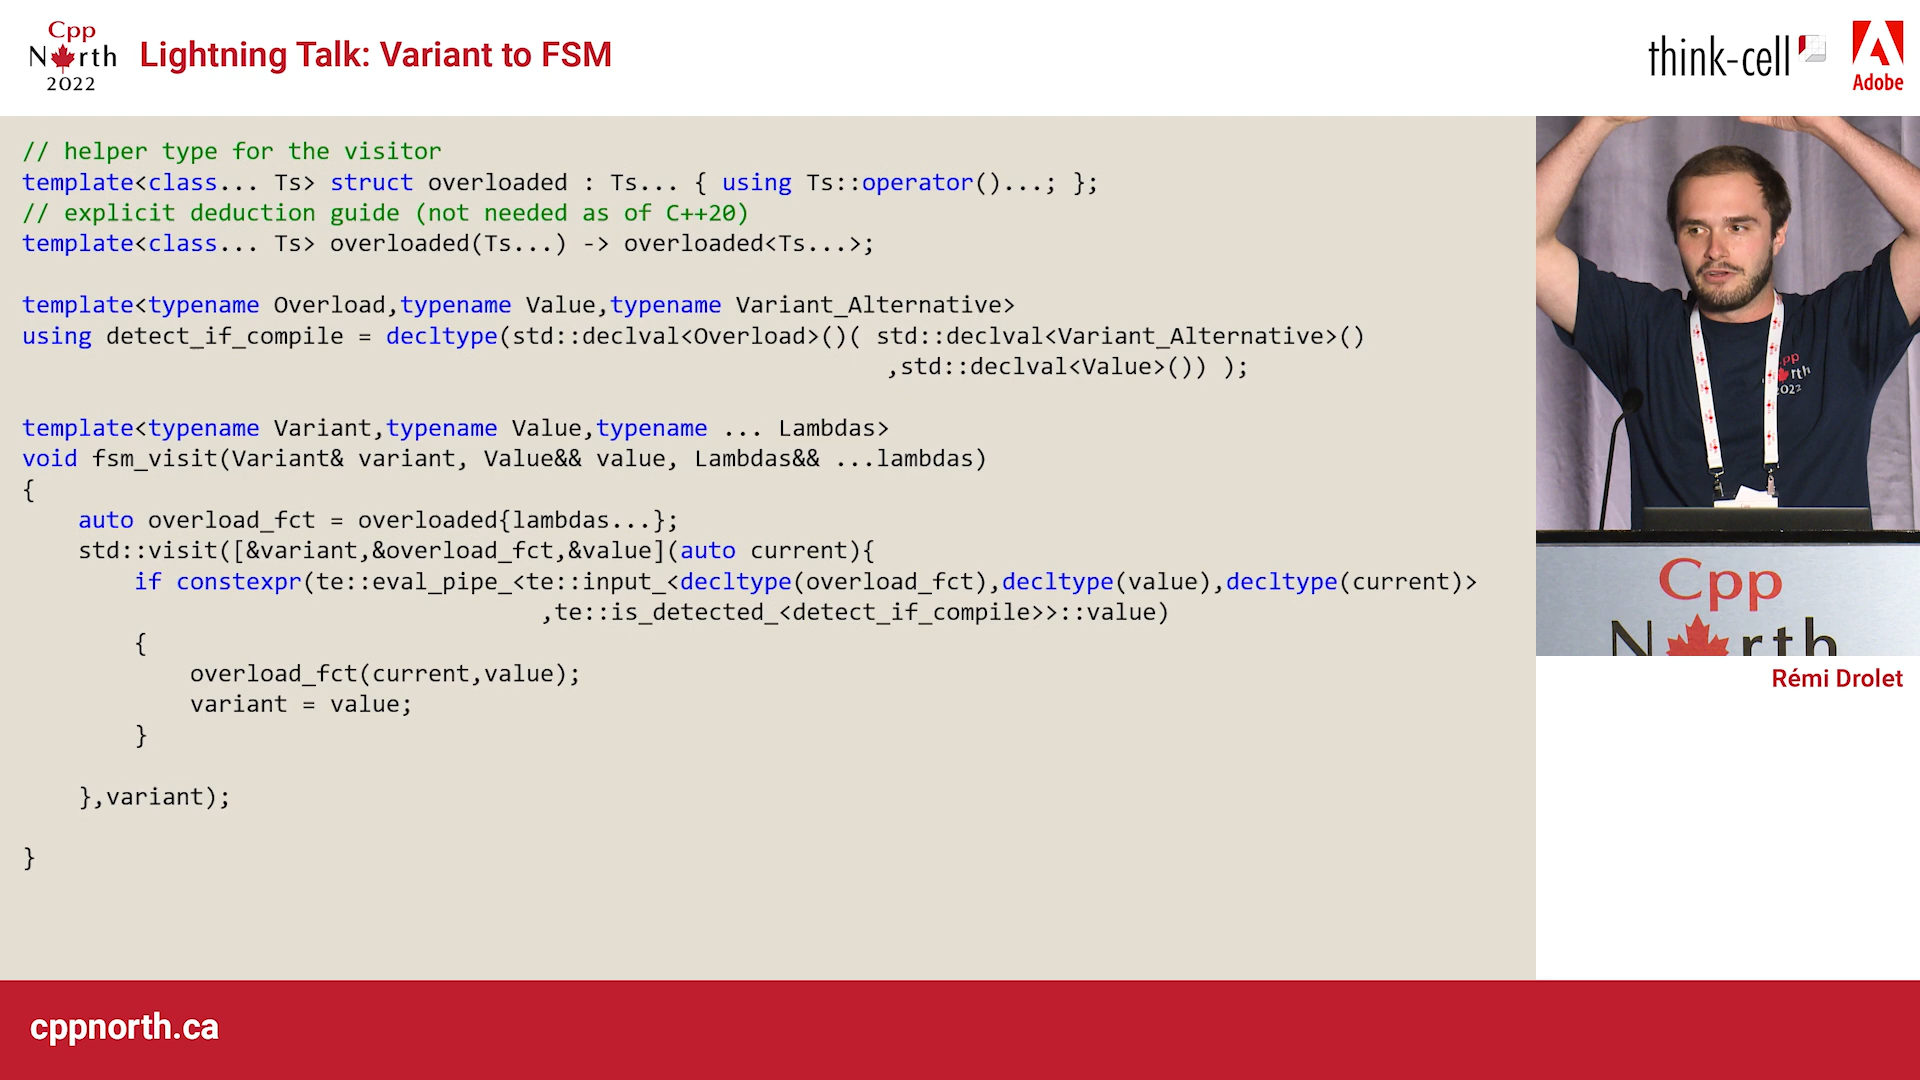 Cpp
North
2022
Lightning Talk: Variant to FSM
think-cell
Adobe
// helper type for the visitor
template<class... Ts> struct overloaded : Ts... { using Ts::operator()...; };
// explicit deduction guide (not needed as of C++20)
template<class... Ts> overloaded(Ts...) -> overloaded<Ts...>;
template<typename Overload,typename Value,typename Variant_Alternative>
using detect_if_compile = decltype(std::declval<Overload>()( std::declval<Variant_Alternative>()
,std::declval<Value>()) );
template<typename Variant,typename Value,typename ... Lambdas>
void fsm_visit(Variant& variant, Value&& value, Lambdas&& ...lambdas)
{
auto overload_fct = overloaded{lambdas...};
std::visit([&variant,&overload_fct,&value](auto current){
if constexpr(te::eval_pipe_<te::input_<decltype(overload_fct),decltype(value),decltype(current)>
,te::is_detected_<detect_if_compile>>::value)
{
overload_fct(current,value);
variant = value;
}
},variant);
}
Cpp
North
Rémi Drolet
cppnorth.ca